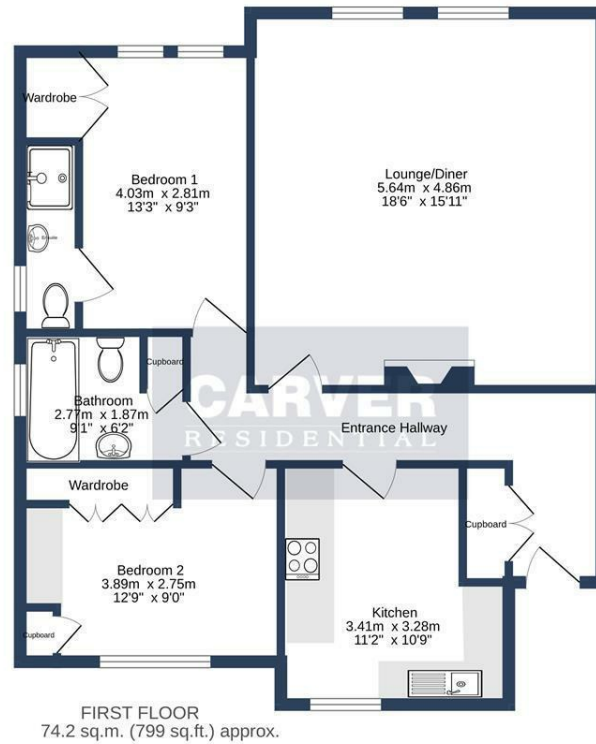 Wardrobe
Bedroom 1
4.03m x 2.81m
13'3" x 9'3"
Lounge/Diner
5.64m x 4.86m
18'6" x 15'11"
Ensuite
Cupboard
Bathroom
2.77m x 1.87m
9'1" x 6'2"
CARVER
RESIDENTIAL
Entrance Hallway
Wardrobe
Cupboard
Bedroom 2
3.89m x 2.75m
12'9" x 9'0"
Kitchen
3.41m x 3.28m
11'2" x 10'9"
Cupboard
FIRST FLOOR
74.2 sq.m. (799 sq.ft.) approx.